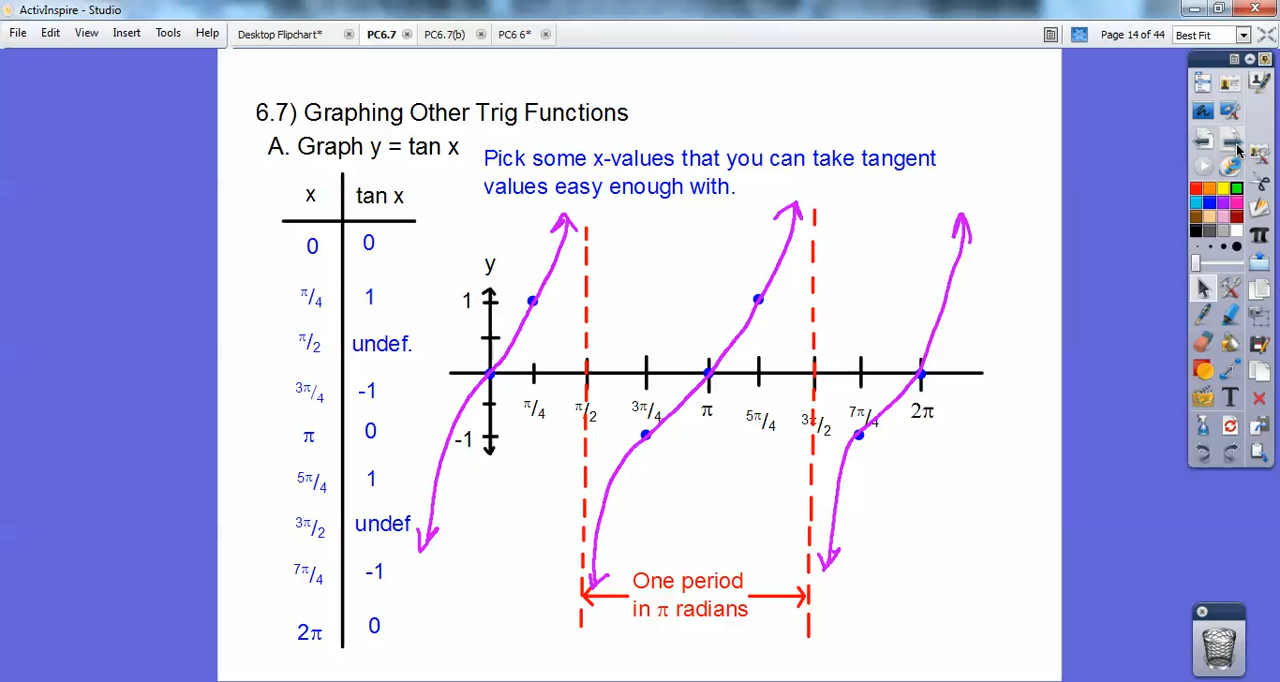 ActivInspire - Studio
File Edit View Insert Tools Help
Desktop Flipchart* PC6.7 PC6.7(b) PC6 6*
Page 14 of 44 Best Fit
6.7) Graphing Other Trig Functions
A. Graph y = tan x
Pick some x-values that you can take tangent
values easy enough with.
x tan x
0 0
π/4 1
π/2 undef.
3π/4 -1
π 0
5π/4 1
3π/2 undef
7π/4 -1
2π 0
y
1
-1
π/4 π/2 3π/4 π 5π/4 3π/2 7π/4 2π
One period
in π radians